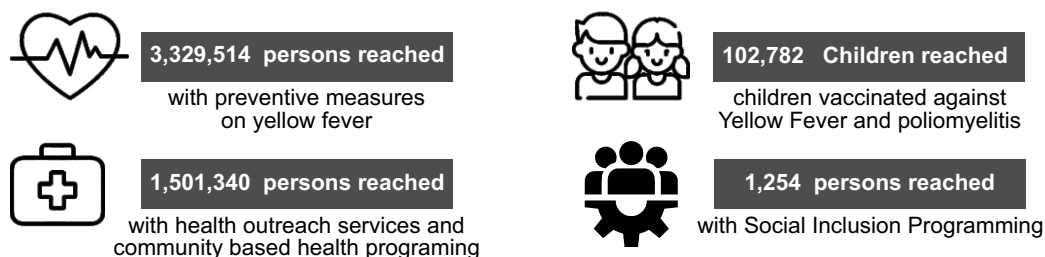 3,329,514 persons reached
with preventive measures
on yellow fever
102,782 Children reached
children vaccinated against
Yellow Fever and poliomyelitis
1,501,340 persons reached
with health outreach services and
community based health programing
1,254 persons reached
with Social Inclusion Programming